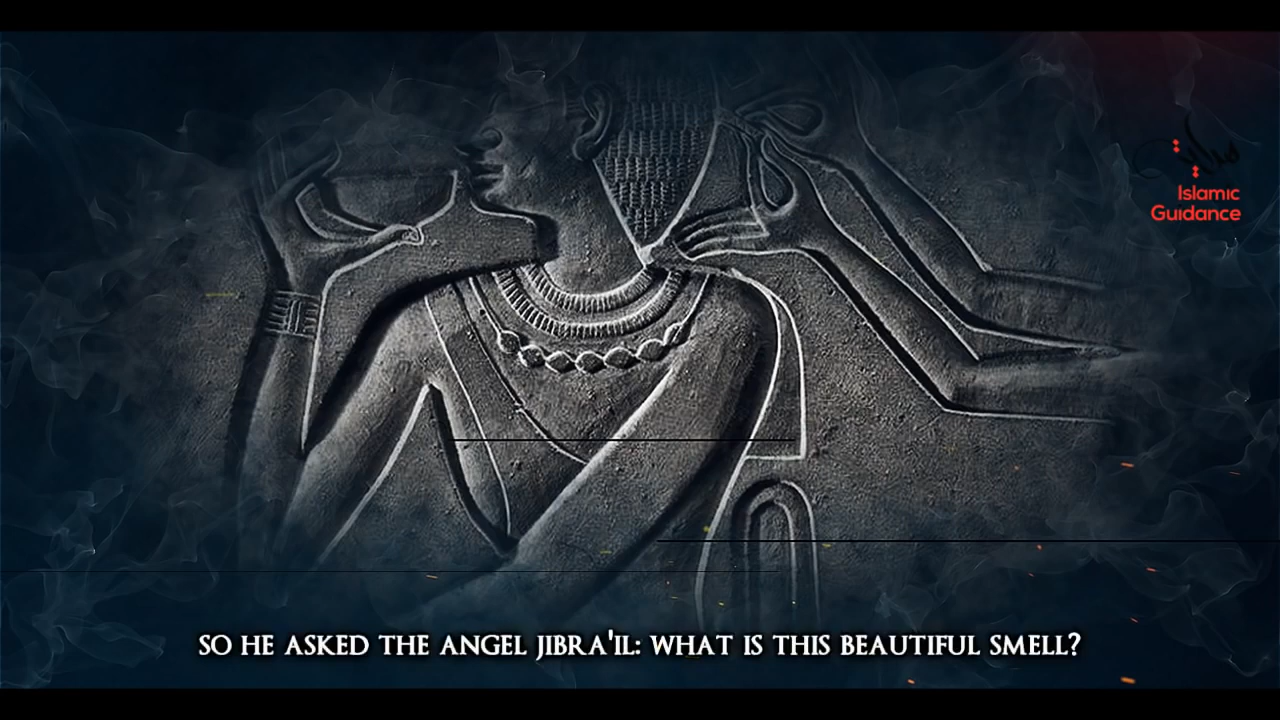 Islamic
Guidance
SO HE ASKED THE ANGEL JIBRA'IL: WHAT IS THIS BEAUTIFUL SMELL?